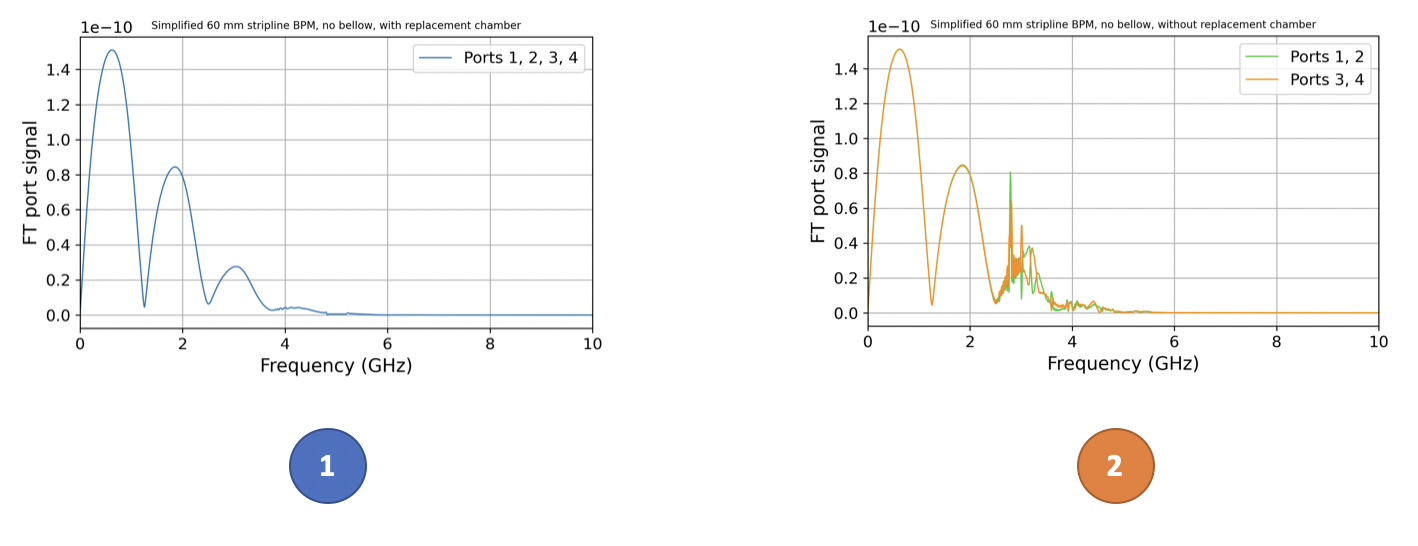 1e−10 Simplified 60 mm stripline BPM, no bellow, with replacement chamber
Ports 1, 2, 3, 4
FT port signal
1.4
1.2
1.0
0.8
0.6
0.4
0.2
0.0
0 2 4 6 8 10
Frequency (GHz)
1
1e−10 Simplified 60 mm stripline BPM, no bellow, without replacement chamber
Ports 1, 2
Ports 3, 4
FT port signal
1.4
1.2
1.0
0.8
0.6
0.4
0.2
0.0
0 2 4 6 8 10
Frequency (GHz)
2